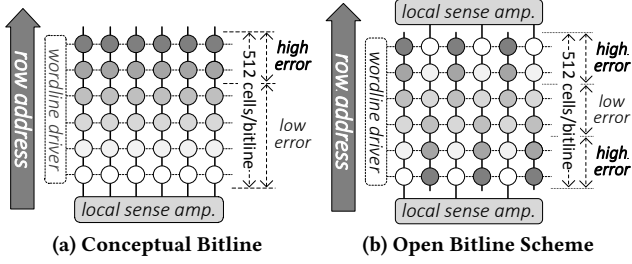 row address
wordline driver
512 cells/bitline
high
error
low
error
local sense amp.
(a) Conceptual Bitline
local sense amp.
row address
wordline driver
512 cells/bitline
high
error
low
error
high
error
local sense amp.
(b) Open Bitline Scheme